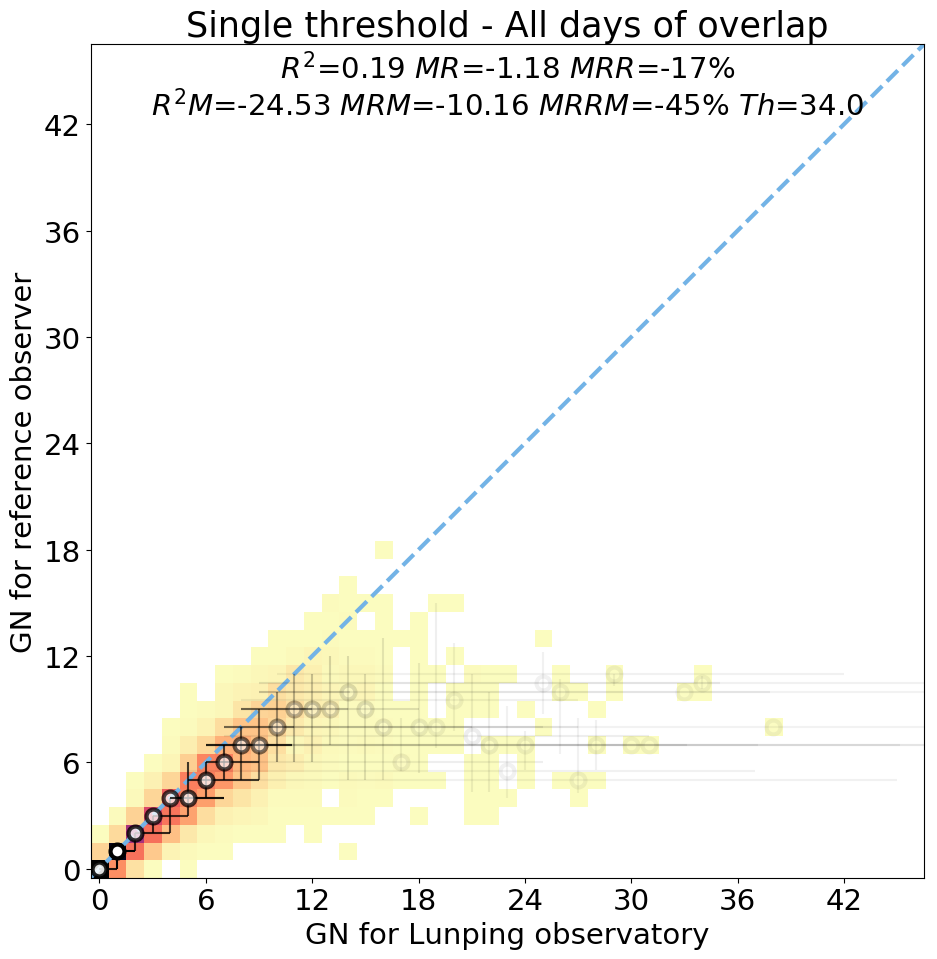 Single threshold - All days of overlap
R²=0.19 MR=-1.18 MRR=-17%
R²M=-24.53 MRM=-10.16 MRRM=-45% Th=34.0
GN for reference observer
42
36
30
24
18
12
6
0
0 6 12 18 24 30 36 42
GN for Lunping observatory